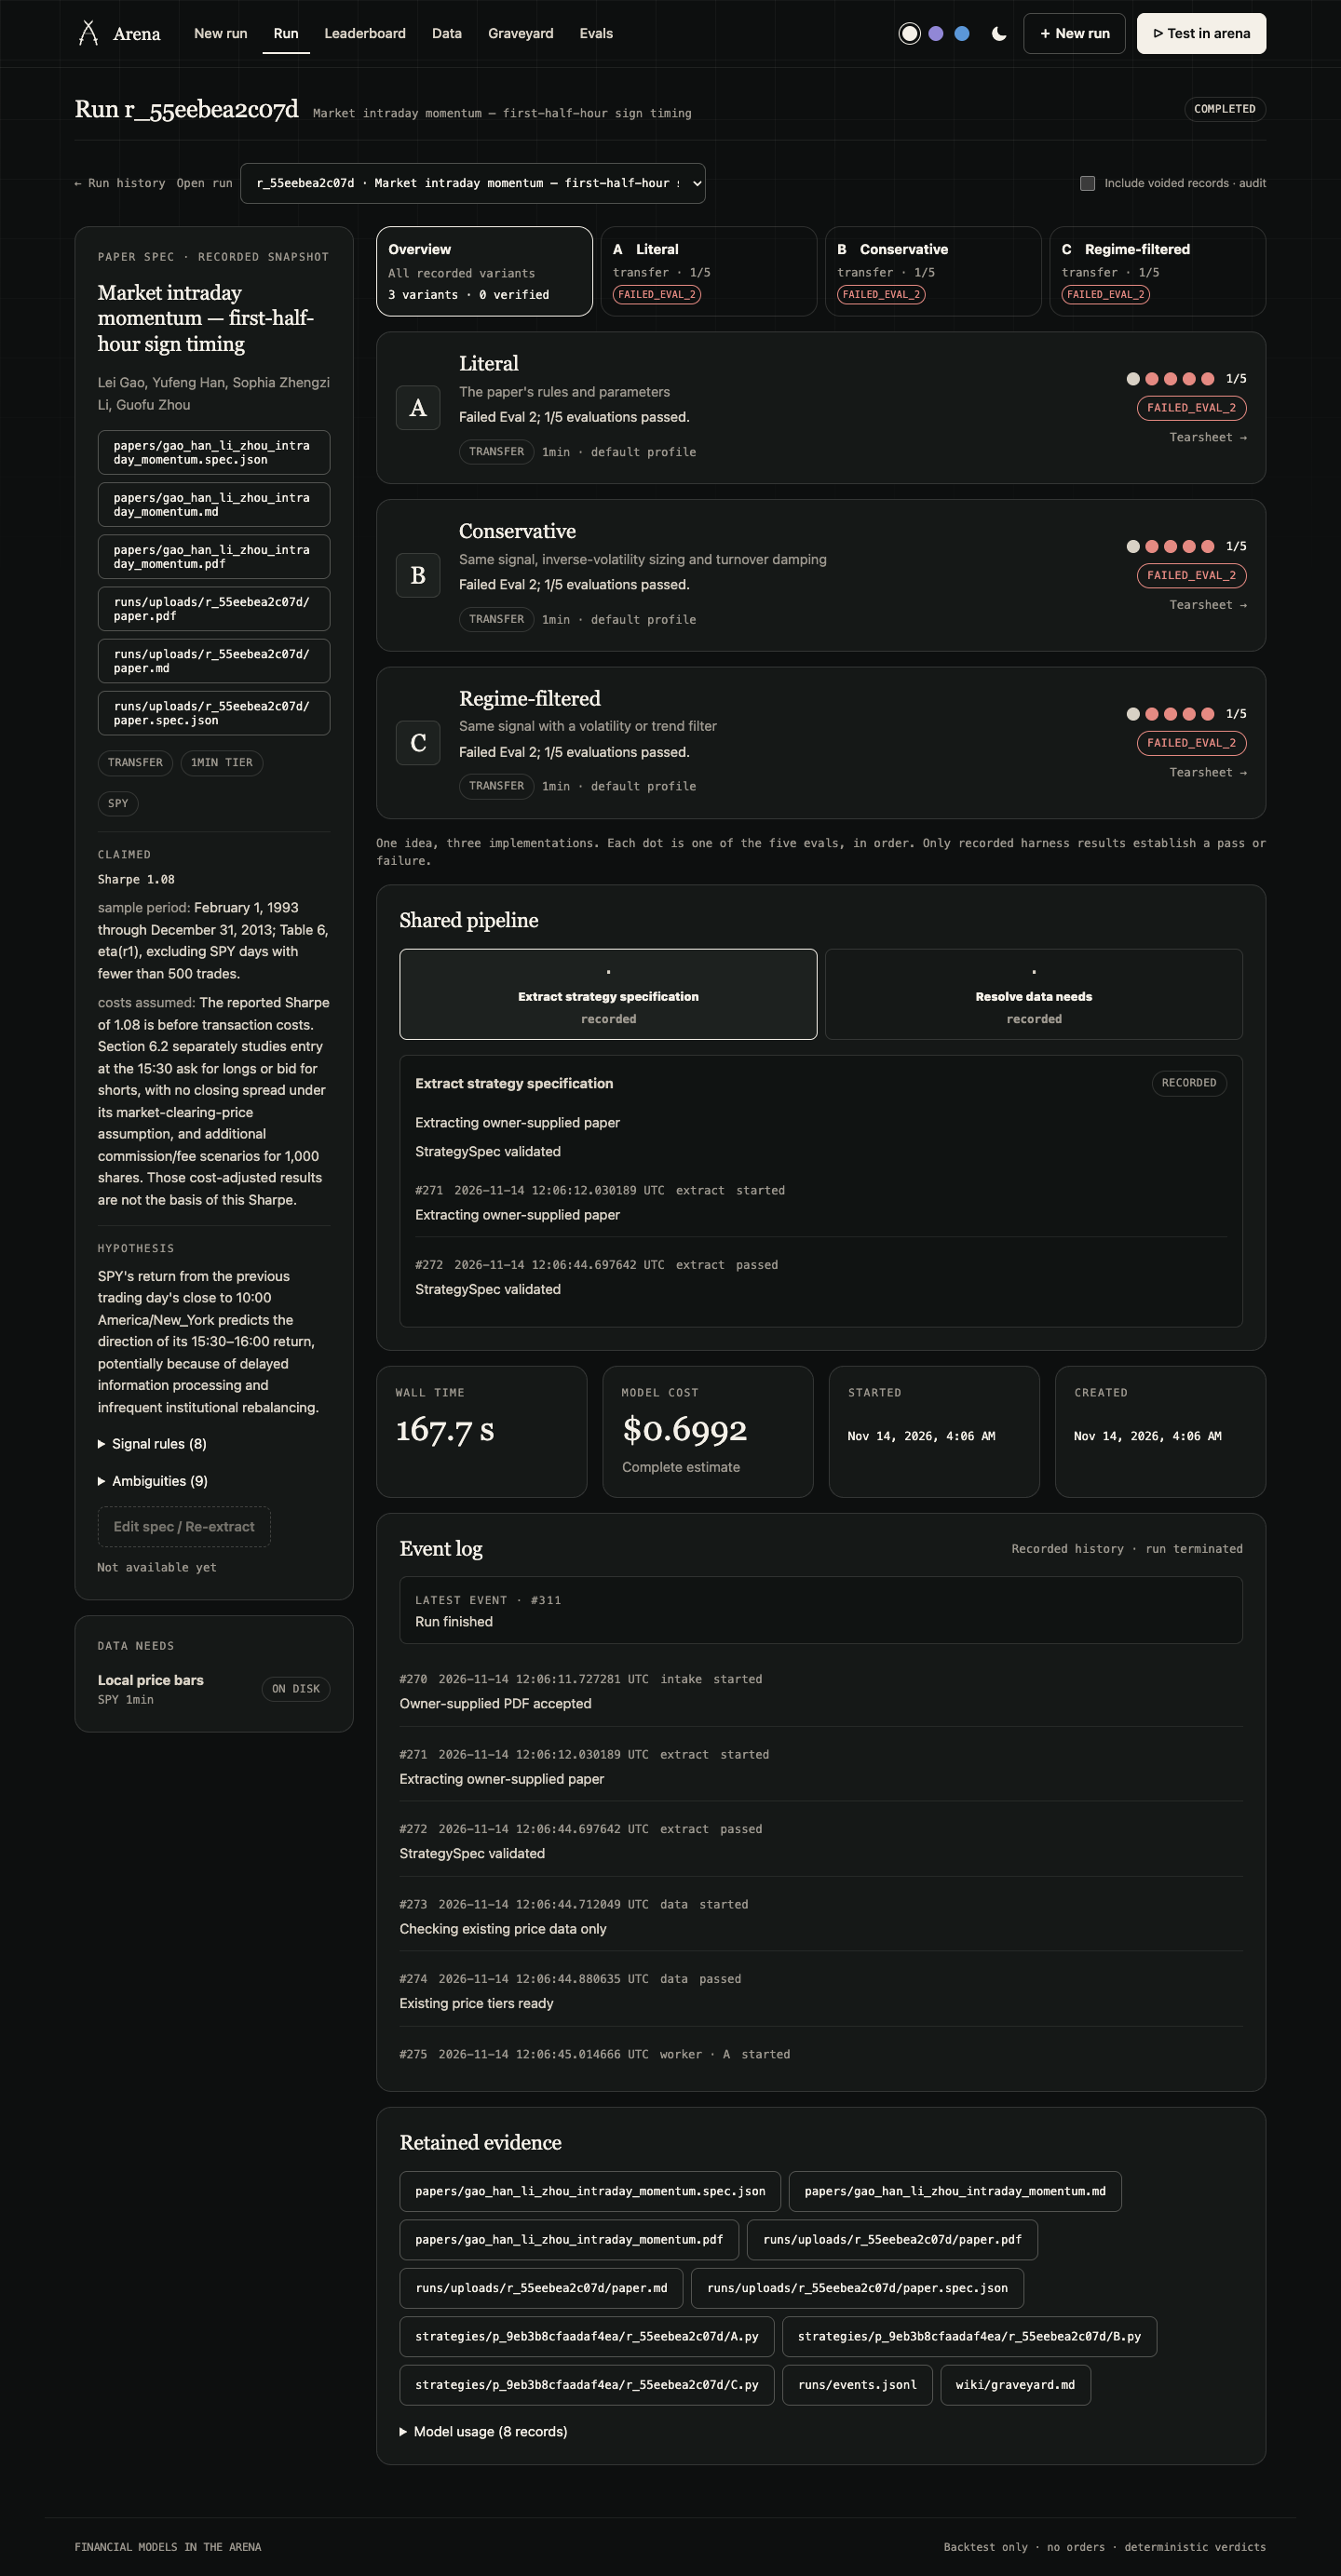 Arena
New run
Run
Leaderboard
Data
Graveyard
Evals
+ New run
Test in arena
Run r_55eebea2c07d
Market intraday momentum — first-half-hour sign timing
COMPLETED
← Run history
Open run
r_55eebea2c07d · Market intraday momentum — first-half-hour
Include voided records · audit
PAPER SPEC · RECORDED SNAPSHOT
Market intraday
momentum — first-half-
hour sign timing
Lei Gao, Yufeng Han, Sophia Zhengzi
Li, Guofu Zhou
papers/gao_han_li_zhou_intra
day_momentum.spec.json
papers/gao_han_li_zhou_intra
day_momentum.md
papers/gao_han_li_zhou_intra
day_momentum.pdf
runs/uploads/r_55eebea2c07d/
paper.pdf
runs/uploads/r_55eebea2c07d/
paper.md
runs/uploads/r_55eebea2c07d/
paper.spec.json
TRANSFER
1MIN TIER
SPY
CLAIMED
Sharpe 1.08
sample period: February 1, 1993
through December 31, 2013; Table 6,
eta(r1), excluding SPY days with
fewer than 500 trades.
costs assumed: The reported Sharpe
of 1.08 is before transaction costs.
Section 6.2 separately studies entry
at the 15:30 ask for longs or bid for
shorts, with no closing spread under
its market-clearing-price
assumption, and additional
commission/fee scenarios for 1,000
shares. Those cost-adjusted results
are not the basis of this Sharpe.
HYPOTHESIS
SPY's return from the previous
trading day's close to 10:00
America/New_York predicts the
direction of its 15:30–16:00 return,
potentially because of delayed
information processing and
infrequent institutional rebalancing.
▶ Signal rules (8)
▶ Ambiguities (9)
Edit spec / Re-extract
Not available yet
DATA NEEDS
Local price bars
SPY 1min
ON DISK
Overview
All recorded variants
3 variants · 0 verified
A Literal
transfer · 1/5
FAILED_EVAL_2
B Conservative
transfer · 1/5
FAILED_EVAL_2
C Regime-filtered
transfer · 1/5
FAILED_EVAL_2
A
Literal
The paper's rules and parameters
Failed Eval 2; 1/5 evaluations passed.
TRANSFER 1min · default profile
1/5
FAILED_EVAL_2
Tearsheet →
B
Conservative
Same signal, inverse-volatility sizing and turnover damping
Failed Eval 2; 1/5 evaluations passed.
TRANSFER 1min · default profile
1/5
FAILED_EVAL_2
Tearsheet →
C
Regime-filtered
Same signal with a volatility or trend filter
Failed Eval 2; 1/5 evaluations passed.
TRANSFER 1min · default profile
1/5
FAILED_EVAL_2
Tearsheet →
One idea, three implementations. Each dot is one of the five evals, in order. Only recorded harness results establish a pass or
failure.
Shared pipeline
·
Extract strategy specification
recorded
·
Resolve data needs
recorded
Extract strategy specification
RECORDED
Extracting owner-supplied paper
StrategySpec validated
#271 2026-11-14 12:06:12.030189 UTC extract started
Extracting owner-supplied paper
#272 2026-11-14 12:06:44.697642 UTC extract passed
StrategySpec validated
WALL TIME
167.7 s
MODEL COST
$0.6992
Complete estimate
STARTED
Nov 14, 2026, 4:06 AM
CREATED
Nov 14, 2026, 4:06 AM
Event log
Recorded history · run terminated
LATEST EVENT · #311
Run finished
#270 2026-11-14 12:06:11.727281 UTC intake started
Owner-supplied PDF accepted
#271 2026-11-14 12:06:12.030189 UTC extract started
Extracting owner-supplied paper
#272 2026-11-14 12:06:44.697642 UTC extract passed
StrategySpec validated
#273 2026-11-14 12:06:44.712049 UTC data started
Checking existing price data only
#274 2026-11-14 12:06:44.880635 UTC data passed
Existing price tiers ready
#275 2026-11-14 12:06:45.014666 UTC worker · A started
Retained evidence
papers/gao_han_li_zhou_intraday_momentum.spec.json
papers/gao_han_li_zhou_intraday_momentum.md
papers/gao_han_li_zhou_intraday_momentum.pdf
runs/uploads/r_55eebea2c07d/paper.pdf
runs/uploads/r_55eebea2c07d/paper.md
runs/uploads/r_55eebea2c07d/paper.spec.json
strategies/p_9eb3b8cfaadaf4ea/r_55eebea2c07d/A.py
strategies/p_9eb3b8cfaadaf4ea/r_55eebea2c07d/B.py
strategies/p_9eb3b8cfaadaf4ea/r_55eebea2c07d/C.py
runs/events.jsonl
wiki/graveyard.md
▶ Model usage (8 records)
FINANCIAL MODELS IN THE ARENA
Backtest only · no orders · deterministic verdicts